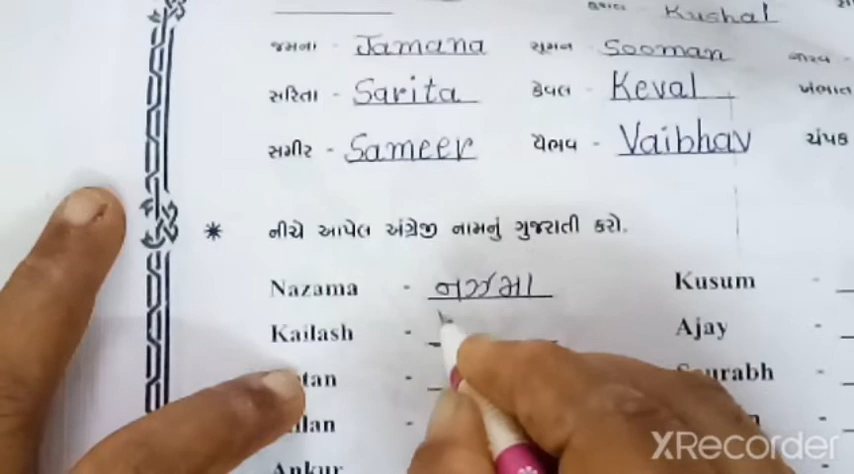 Kushal
જમના - Jamana સુમન - Sooman
સરિતા - Sarita કેવલ - Keval ખંભાત
સમીર - Sameer વૈભવ - Vaibhav ચંપક
* નીચે આપેલ અંગ્રેજી નામનું ગુજરાતી કરો.
Nazama - નઝમા Kusum -
Kailash - Ajay -
Ankur
XRecorder